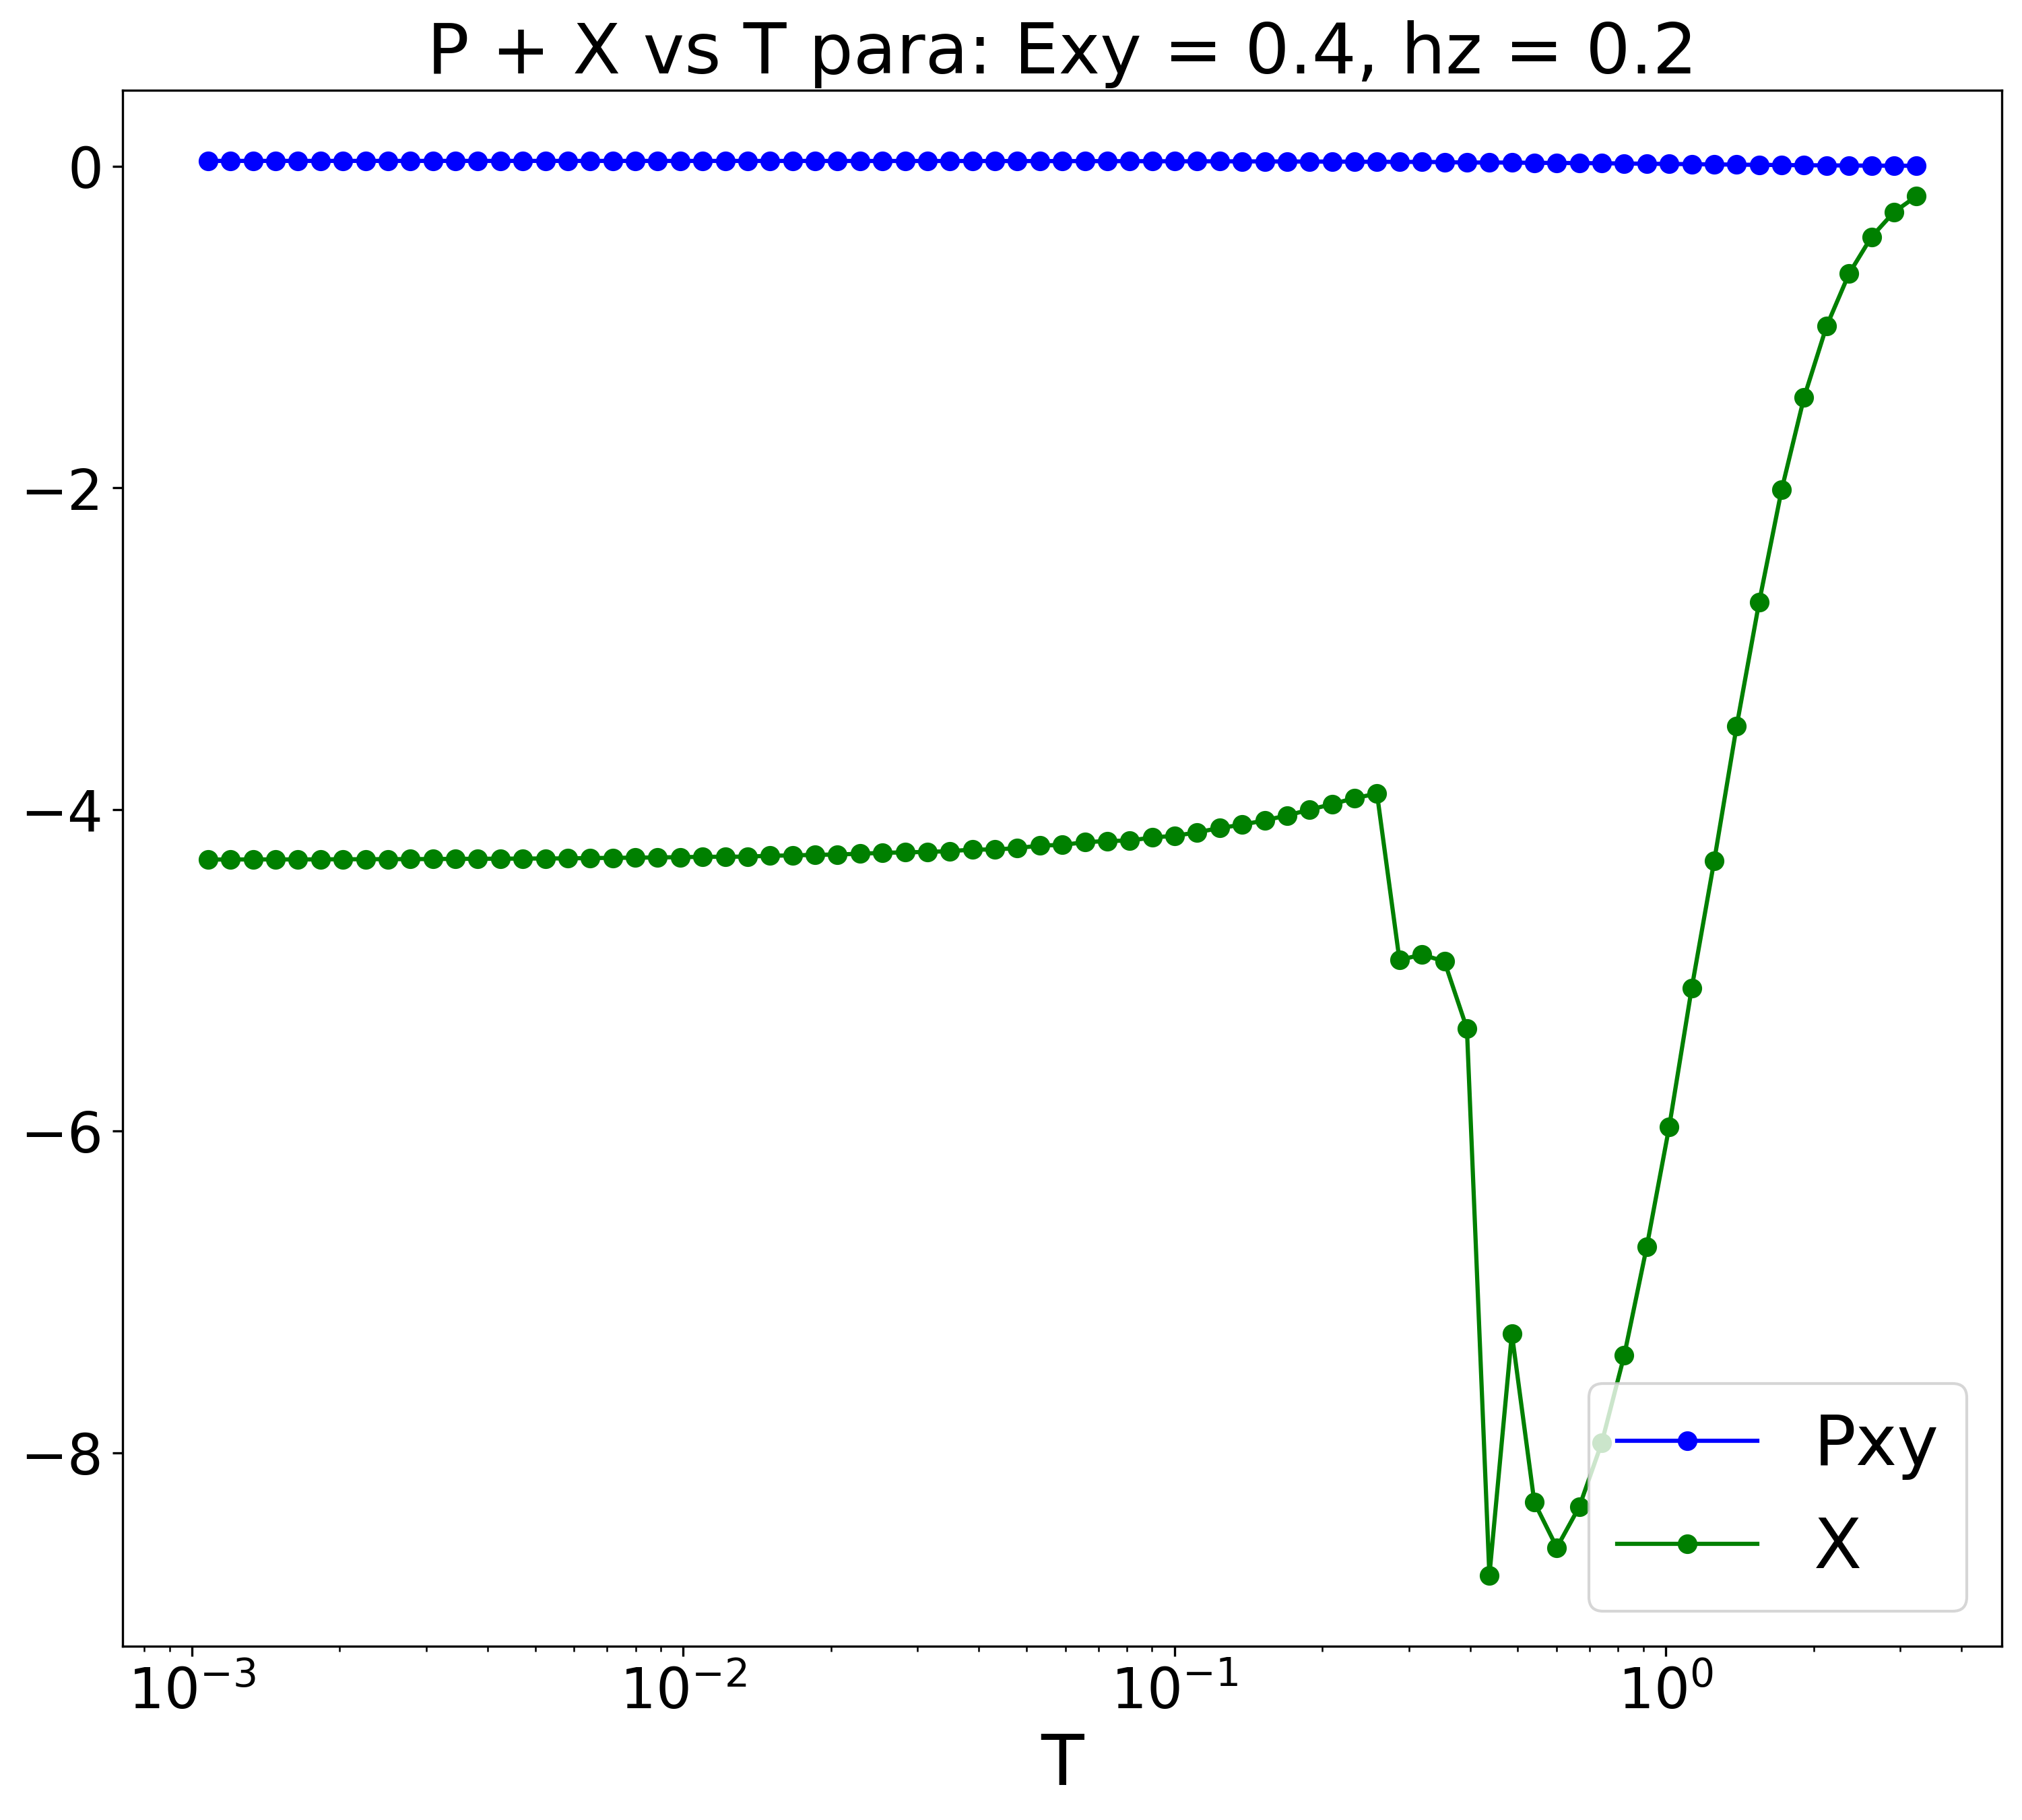 P + X vs T para: Exy = 0.4, hz = 0.2
0
−2
−4
−6
−8
Pxy
X
10⁻³ 10⁻² 10⁻¹ 10⁰
T